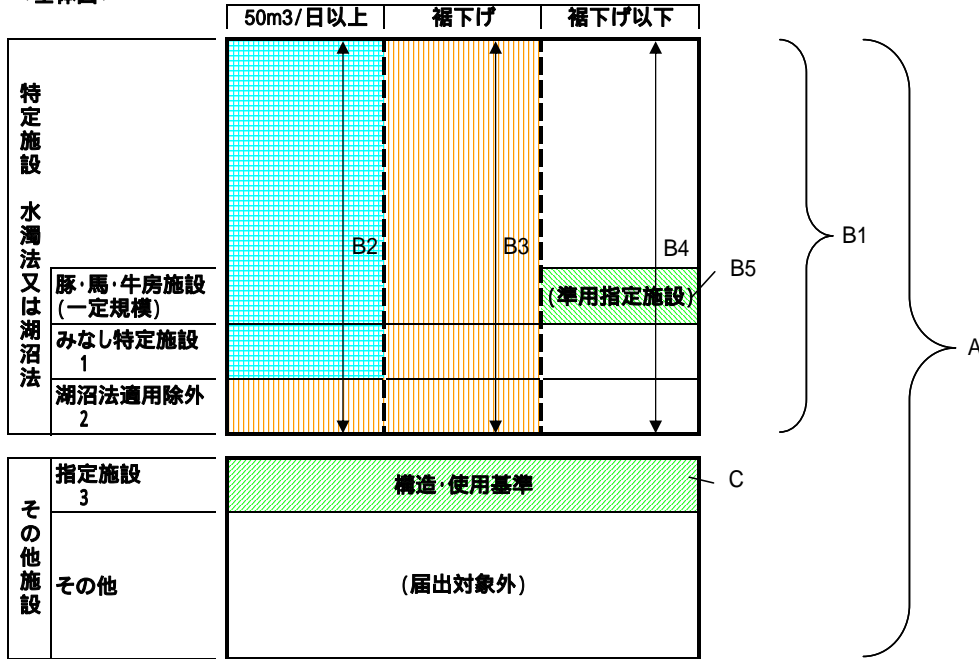 50m3/日以上 裾下げ 裾下げ以下
特定施設 水濁法又は湖沼法
B2
B3
B4
B1
B5
豚・馬・牛房施設
(一定規模)
(準用指定施設)
みなし特定施設
1
湖沼法適用除外
2
A
その他施設
指定施設
3
構造・使用基準
C
その他
(届出対象外)